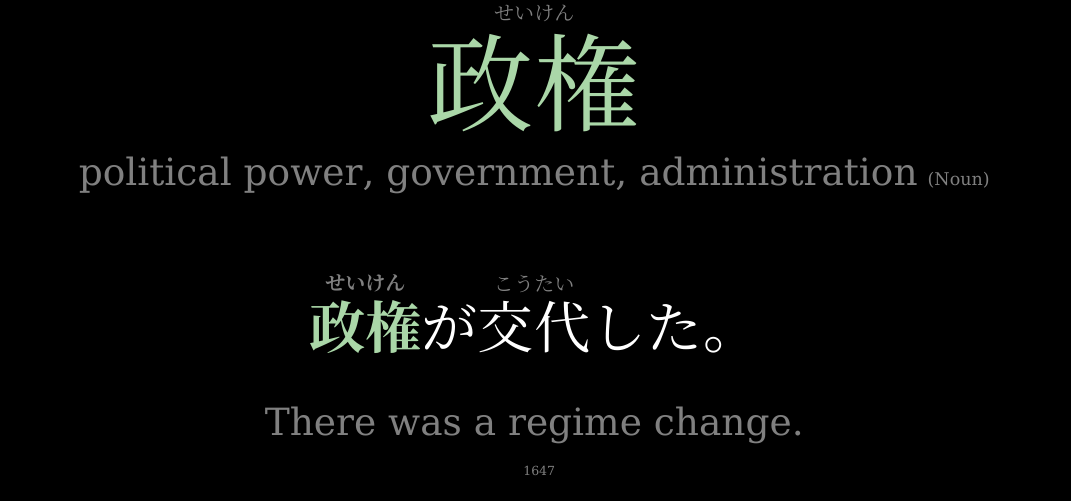 せいけん
政権
political power, government, administration (Noun)
せいけん こうたい
政権が交代した。
There was a regime change.
1647